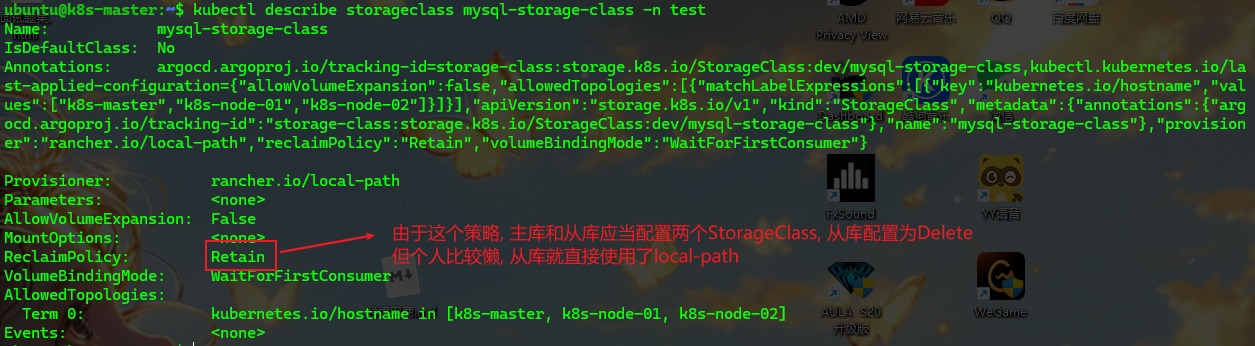 ubuntu@k8s-master:~$ kubectl describe storageclass mysql-storage-class -n test
Name:            mysql-storage-class
IsDefaultClass:  No
Annotations:     argocd.argoproj.io/tracking-id=storage-class:storage.k8s.io/StorageClass:dev/mysql-storage-class,kubectl.kubernetes.io/la
st-applied-configuration={"allowVolumeExpansion":false,"allowedTopologies":[{"matchLabelExpressions":[{"key":"kubernetes.io/hostname","val
ues":["k8s-master","k8s-node-01","k8s-node-02"]}]}],"apiVersion":"storage.k8s.io/v1","kind":"StorageClass","metadata":{"annotations":{"arg
ocd.argoproj.io/tracking-id":"storage-class:storage.k8s.io/StorageClass:dev/mysql-storage-class"},"name":"mysql-storage-class"},"provision
er":"rancher.io/local-path","reclaimPolicy":"Retain","volumeBindingMode":"WaitForFirstConsumer"}
Provisioner:           rancher.io/local-path
Parameters:            <none>
AllowVolumeExpansion:  False
MountOptions:          <none>
ReclaimPolicy:         Retain
VolumeBindingMode:     WaitForFirstConsumer
AllowedTopologies:
  Term 0:              kubernetes.io/hostname in [k8s-master, k8s-node-01, k8s-node-02]
Events:                <none>
由于这个策略, 主库和从库应当配置两个StorageClass, 从库配置为Delete
但个人比较懒, 从库就直接使用了local-path
AMD
Privacy View
网易云音乐
QQ
百度网盘
FxSound
YY语音
AULA S20
升级版
WeGame